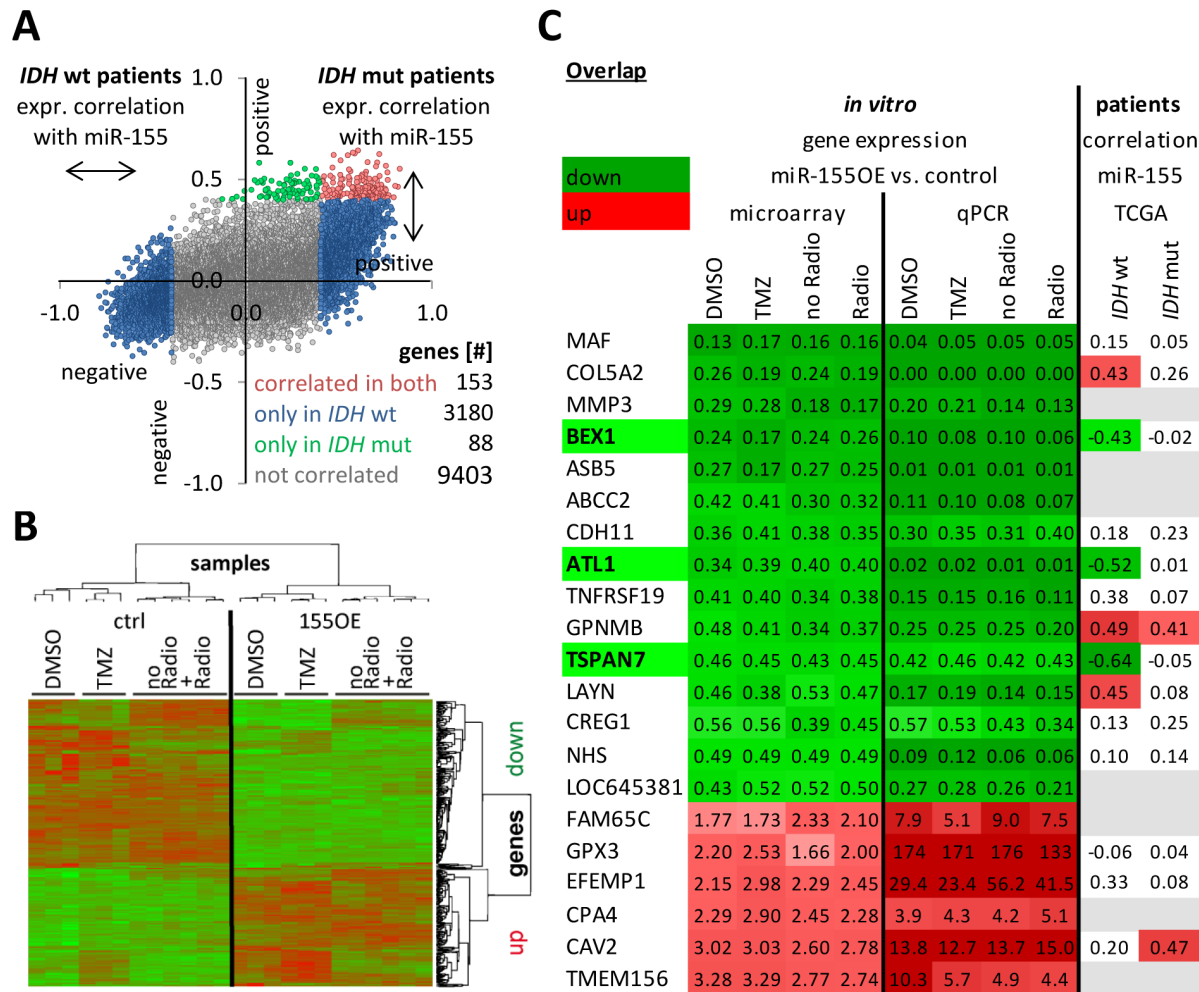 A
IDH wt patients
expr. correlation
with miR-155
IDH mut patients
expr. correlation
with miR-155
1.0
positive
0.5
positive
0.0
-1.0
0.0
1.0
negative
-0.5
negative
-1.0
genes [#]
correlated in both 153
only in IDH wt 3180
only in IDH mut 88
not correlated 9403
B
samples
ctrl 155OE
DMSO TMZ no Radio + Radio DMSO TMZ no Radio + Radio
down
genes
up
C
Overlap
in vitro patients
gene expression correlation
down miR-155OE vs. control miR-155
up microarray qPCR TCGA
DMSO TMZ no Radio Radio DMSO TMZ no Radio Radio IDH wt IDH mut
MAF 0.13 0.17 0.16 0.16 0.04 0.05 0.05 0.05 0.15 0.05
COL5A2 0.26 0.19 0.24 0.19 0.00 0.00 0.00 0.00 0.43 0.26
MMP3 0.29 0.28 0.18 0.17 0.20 0.21 0.14 0.13
BEX1 0.24 0.17 0.24 0.26 0.10 0.08 0.10 0.06 -0.43 -0.02
ASB5 0.27 0.17 0.27 0.25 0.01 0.01 0.01 0.01
ABCC2 0.42 0.41 0.30 0.32 0.11 0.10 0.08 0.07
CDH11 0.36 0.41 0.38 0.35 0.30 0.35 0.31 0.40 0.18 0.23
ATL1 0.34 0.39 0.40 0.40 0.02 0.02 0.01 0.01 -0.52 0.01
TNFRSF19 0.41 0.40 0.34 0.38 0.15 0.15 0.16 0.11 0.38 0.07
GPNMB 0.48 0.41 0.34 0.37 0.25 0.25 0.25 0.20 0.49 0.41
TSPAN7 0.46 0.45 0.43 0.45 0.42 0.46 0.42 0.43 -0.64 -0.05
LAYN 0.46 0.38 0.53 0.47 0.17 0.19 0.14 0.15 0.45 0.08
CREG1 0.56 0.56 0.39 0.45 0.57 0.53 0.43 0.34 0.13 0.25
NHS 0.49 0.49 0.49 0.49 0.09 0.12 0.06 0.06 0.10 0.14
LOC645381 0.43 0.52 0.52 0.50 0.27 0.28 0.26 0.21
FAM65C 1.77 1.73 2.33 2.10 7.9 5.1 9.0 7.5
GPX3 2.20 2.53 1.66 2.00 174 171 176 133 -0.06 0.04
EFEMP1 2.15 2.98 2.29 2.45 29.4 23.4 56.2 41.5 0.33 0.08
CPA4 2.29 2.90 2.45 2.28 3.9 4.3 4.2 5.1
CAV2 3.02 3.03 2.60 2.78 13.8 12.7 13.7 15.0 0.20 0.47
TMEM156 3.28 3.29 2.77 2.74 10.3 5.7 4.9 4.4